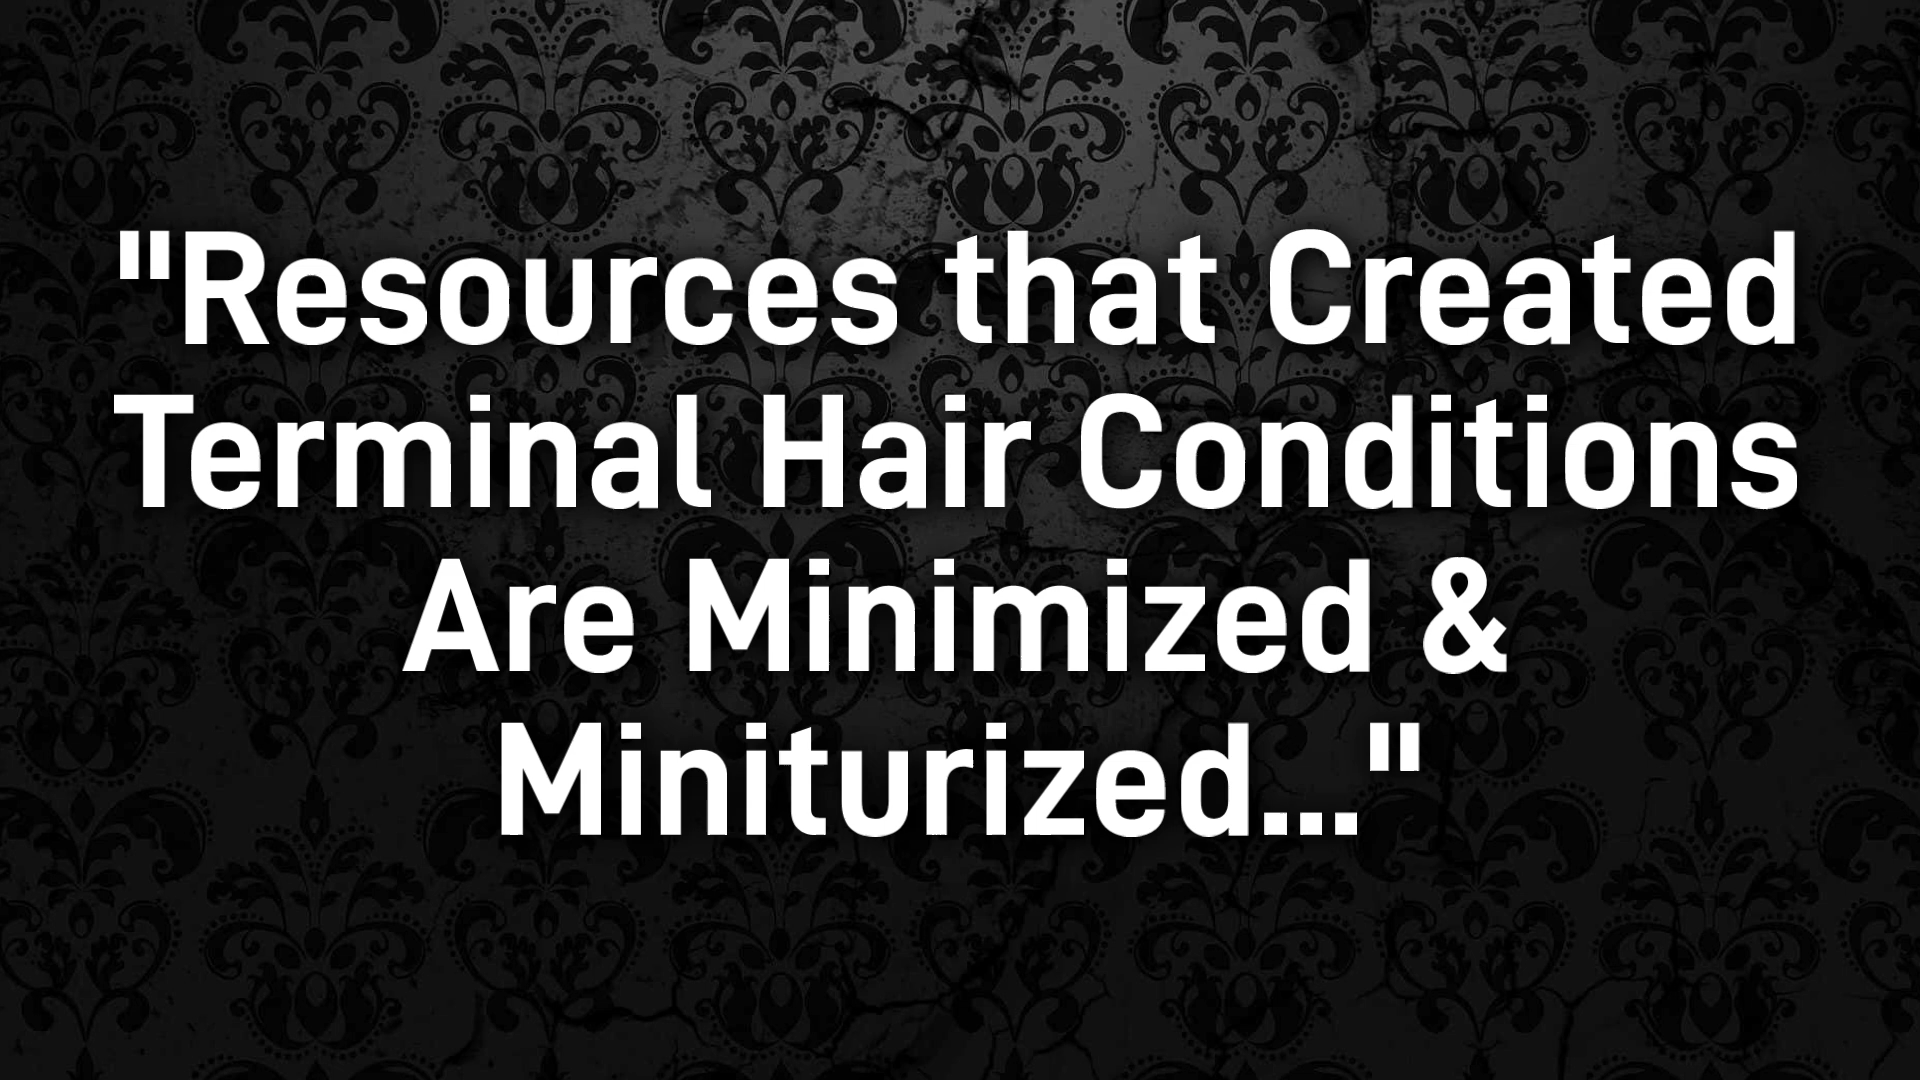 "Resources that Created
Terminal Hair Conditions
Are Minimized &
Miniturized..."